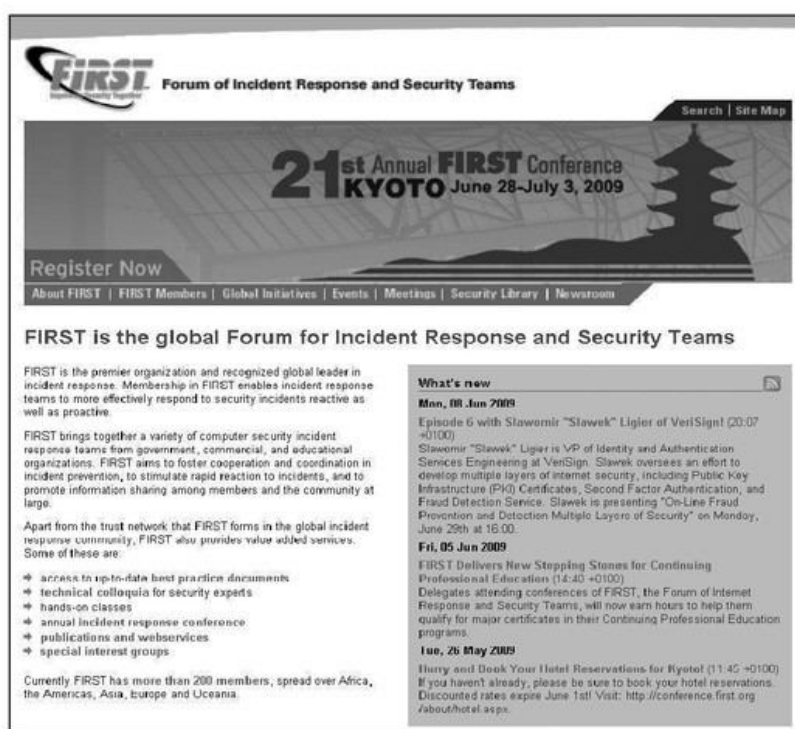 FIRST
Improving Security Together
Forum of Incident Response and Security Teams
Search | Site Map
21st Annual FIRST Conference
KYOTO June 28-July 3, 2009
Register Now
About FIRST | FIRST Members | Global Initiatives | Events | Meetings | Security Library | Newsroom
FIRST is the global Forum for Incident Response and Security Teams
FIRST is the premier organization and recognized global leader in
incident response. Membership in FIRST enables incident response
teams to more effectively respond to security incidents reactive as
well as proactive.
FIRST brings together a variety of computer security incident
response teams from government, commercial, and educational
organizations. FIRST aims to foster cooperation and coordination in
incident prevention, to stimulate rapid reaction to incidents, and to
promote information sharing among members and the community at
large.
Apart from the trust network that FIRST forms in the global incident
response community, FIRST also provides value added services.
Some of these are:
access to up-to-date best practice documents
technical colloquia for security experts
hands-on classes
annual incident response conference
publications and webservices
special interest groups
Currently FIRST has more than 200 members, spread over Africa,
the Americas, Asia, Europe and Oceania.
What's new
Mon, 08 Jun 2009
Episode 6 with Slawomir "Slawek" Ligier of VeriSign! (20:07
+0100)
Slawomir "Slawek" Ligier is VP of Identity and Authentication
Services Engineering at VeriSign. Slawek oversees an effort to
develop multiple layers of internet security, including Public Key
Infrastructure (PKI) Certificates, Second Factor Authentication, and
Fraud Detection Service. Slawek is presenting "On-Line Fraud
Prevention and Detection Multiple Layers of Security" on Monday,
June 29th at 16:00.
Fri, 05 Jun 2009
FIRST Delivers New Stepping Stones for Continuing
Professional Education (14:40 +0100)
Delegates attending conferences of FIRST, the Forum of Internet
Response and Security Teams, will now earn hours to help them
qualify for major certificates in their Continuing Professional Education
programs.
Tue, 26 May 2009
Hurry and Book Your Hotel Reservations for Kyoto! (11:45 +0100)
If you haven't already, please be sure to book your hotel reservations.
Discounted rates expire June 1st! Visit: http://conference.first.org
/about/hotel.aspx.